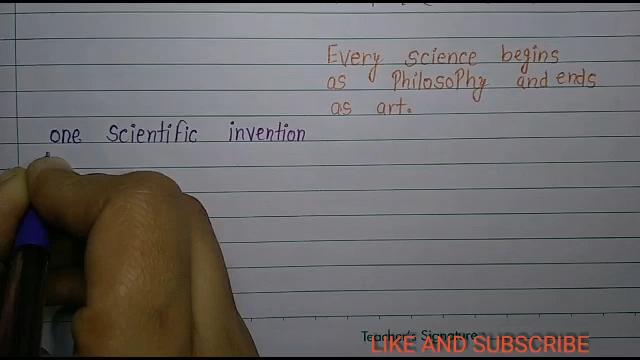 Every science begins
as Philosophy and ends
as art.
one scientific invention
Teacher's Signature
LIKE AND SUBSCRIBE